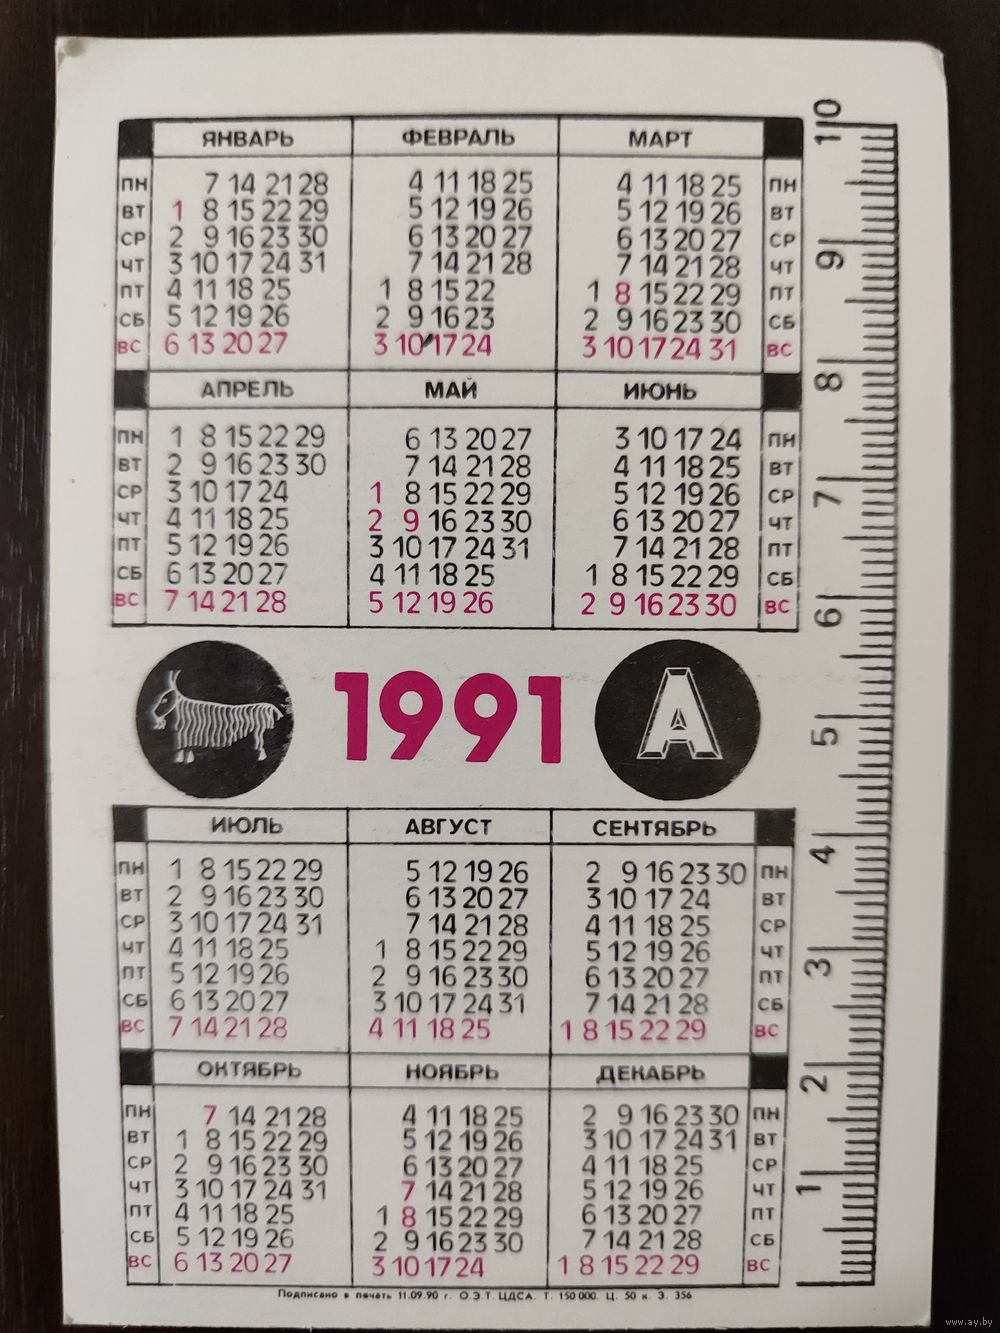 ЯНВАРЬ ФЕВРАЛЬ МАРТ
ПН 7 14 21 28 4 11 18 25 4 11 18 25 ПН
ВТ 1 8 15 22 29 5 12 19 26 5 12 19 26 ВТ
СР 2 9 16 23 30 6 13 20 27 6 13 20 27 СР
ЧТ 3 10 17 24 31 7 14 21 28 7 14 21 28 ЧТ
ПТ 4 11 18 25 1 8 15 22 1 8 15 22 29 ПТ
СБ 5 12 19 26 2 9 16 23 2 9 16 23 30 СБ
ВС 6 13 20 27 3 10 17 24 3 10 17 24 31 ВС
АПРЕЛЬ МАЙ ИЮНЬ
ПН 1 8 15 22 29 6 13 20 27 3 10 17 24 ПН
ВТ 2 9 16 23 30 7 14 21 28 4 11 18 25 ВТ
СР 3 10 17 24 1 8 15 22 29 5 12 19 26 СР
ЧТ 4 11 18 25 2 9 16 23 30 6 13 20 27 ЧТ
ПТ 5 12 19 26 3 10 17 24 31 7 14 21 28 ПТ
СБ 6 13 20 27 4 11 18 25 1 8 15 22 29 СБ
ВС 7 14 21 28 5 12 19 26 2 9 16 23 30 ВС
1991 А
ИЮЛЬ АВГУСТ СЕНТЯБРЬ
ПН 1 8 15 22 29 5 12 19 26 2 9 16 23 30 ПН
ВТ 2 9 16 23 30 6 13 20 27 3 10 17 24 ВТ
СР 3 10 17 24 31 7 14 21 28 4 11 18 25 СР
ЧТ 4 11 18 25 1 8 15 22 29 5 12 19 26 ЧТ
ПТ 5 12 19 26 2 9 16 23 30 6 13 20 27 ПТ
СБ 6 13 20 27 3 10 17 24 31 7 14 21 28 СБ
ВС 7 14 21 28 4 11 18 25 1 8 15 22 29 ВС
ОКТЯБРЬ НОЯБРЬ ДЕКАБРЬ
ПН 7 14 21 28 4 11 18 25 2 9 16 23 30 ПН
ВТ 1 8 15 22 29 5 12 19 26 3 10 17 24 31 ВТ
СР 2 9 16 23 30 6 13 20 27 4 11 18 25 СР
ЧТ 3 10 17 24 31 7 14 21 28 5 12 19 26 ЧТ
ПТ 4 11 18 25 1 8 15 22 29 6 13 20 27 ПТ
СБ 5 12 19 26 2 9 16 23 30 7 14 21 28 СБ
ВС 6 13 20 27 3 10 17 24 1 8 15 22 29 ВС
Подписано в печать 11.09.90 г. О.Э.Т. ЦДСА. Т. 150 000. Ц. 50 к. З. 356
1 2 3 4 5 6 7 8 9 10
www.ay.by